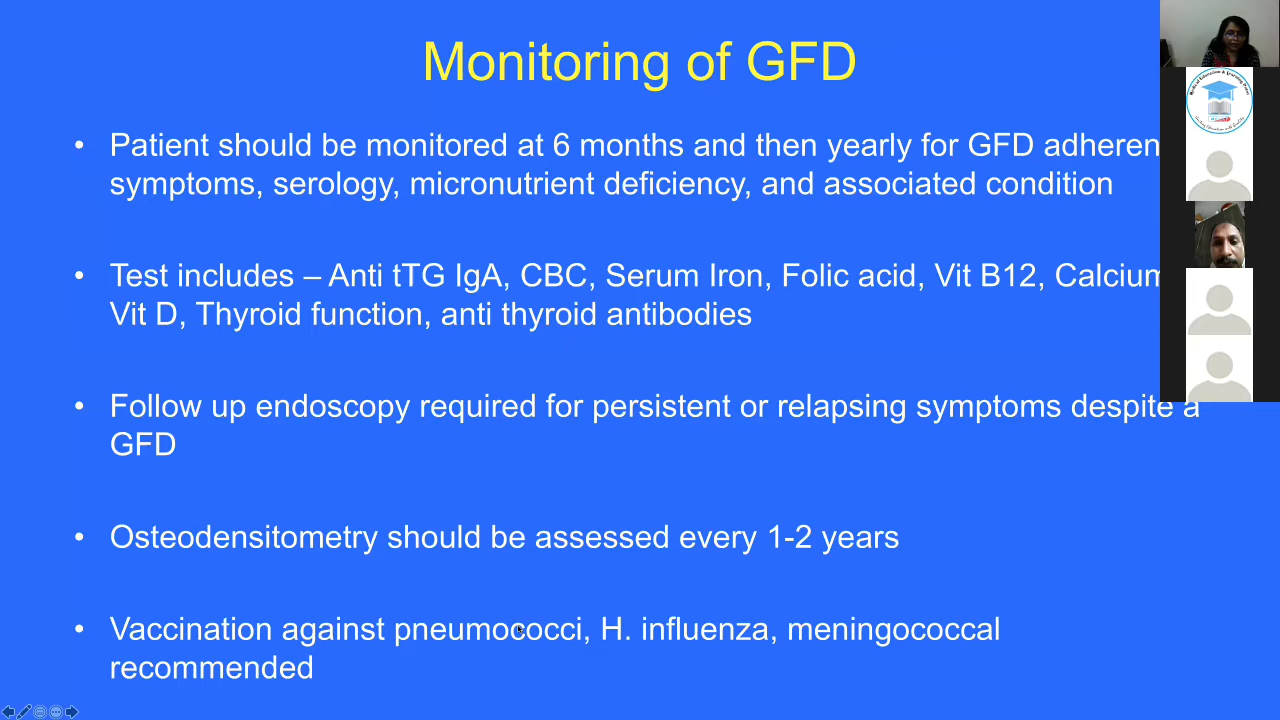 Monitoring of GFD
• Patient should be monitored at 6 months and then yearly for GFD
symptoms, serology, micronutrient deficiency, and associated condition
• Test includes – Anti tTG IgA, CBC, Serum Iron, Folic acid, Vit B12,
Vit D, Thyroid function, anti thyroid antibodies
• Follow up endoscopy required for persistent or relapsing symptoms despite a
GFD
• Osteodensitometry should be assessed every 1-2 years
• Vaccination against pneumococci, H. influenza, meningococcal
recommended